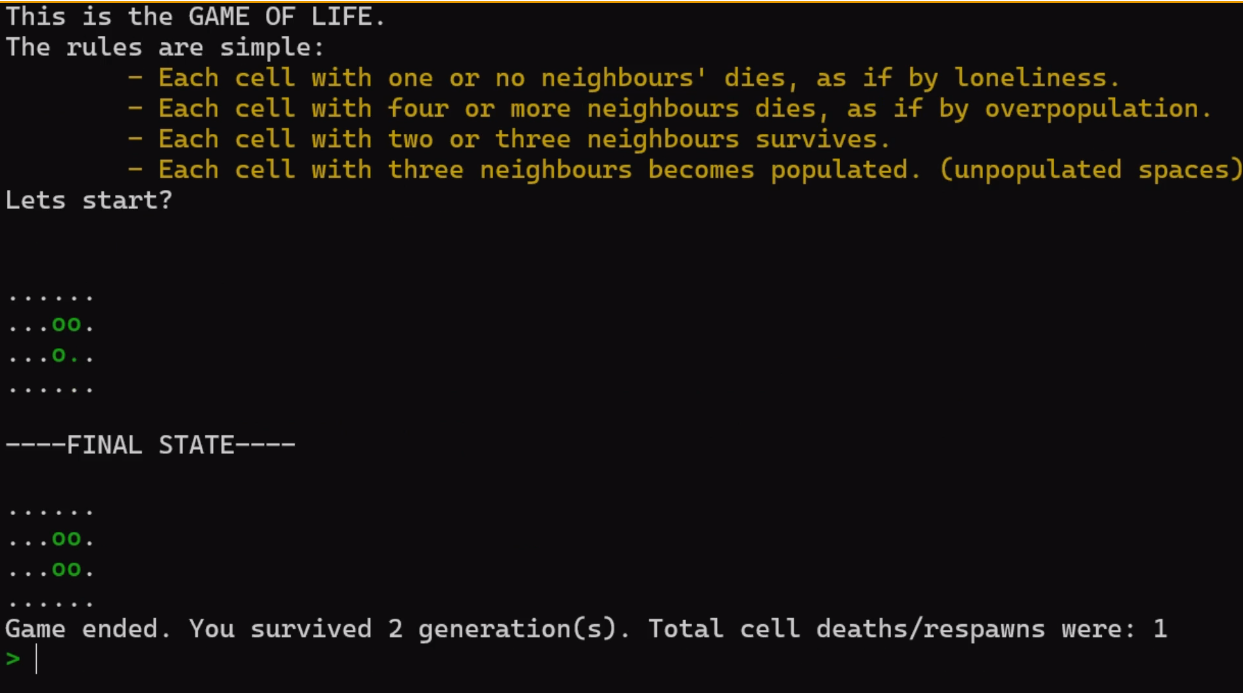 This is the GAME OF LIFE.
The rules are simple:
- Each cell with one or no neighbours' dies, as if by loneliness.
- Each cell with four or more neighbours dies, as if by overpopulation.
- Each cell with two or three neighbours survives.
- Each cell with three neighbours becomes populated. (unpopulated spaces)
Lets start?
......
...oo.
...o..
......
----FINAL STATE----
......
...oo.
...oo.
......
Game ended. You survived 2 generation(s). Total cell deaths/respawns were: 1
>